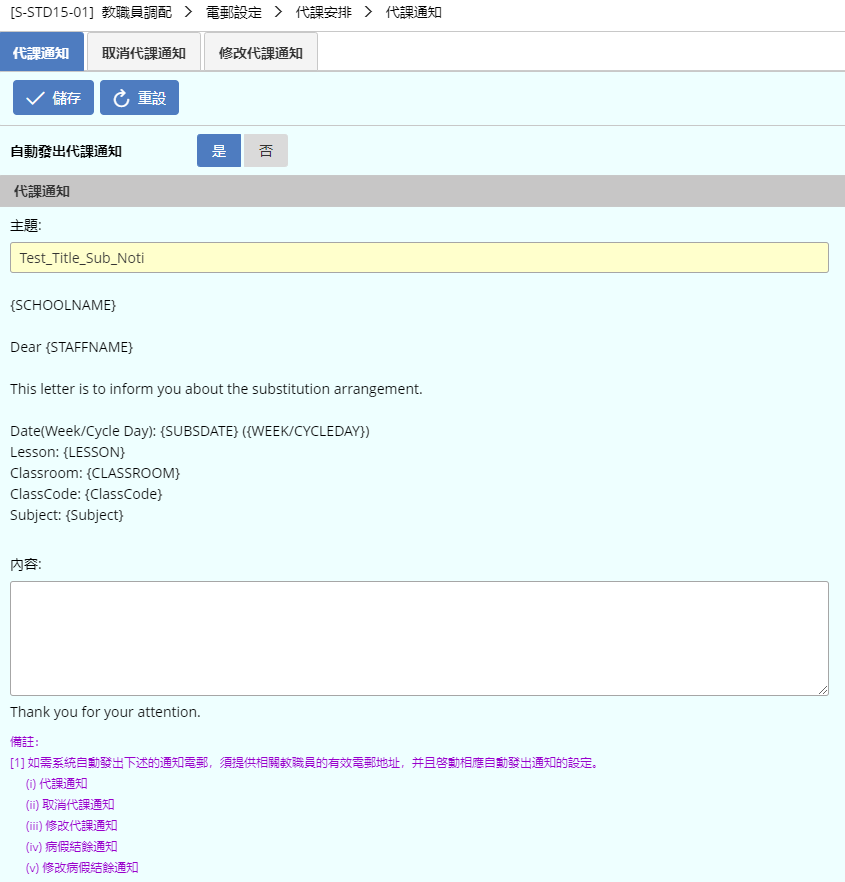 [S-STD15-01] 教職員調配 > 電郵設定 > 代課安排 > 代課通知
代課通知 取消代課通知 修改代課通知
儲存 重設
自動發出代課通知 是 否
代課通知
主題:
Test_Title_Sub_Noti
{SCHOOLNAME}
Dear {STAFFNAME}
This letter is to inform you about the substitution arrangement.
Date(Week/Cycle Day): {SUBSDATE} ({WEEK/CYCLEDAY})
Lesson: {LESSON}
Classroom: {CLASSROOM}
ClassCode: {ClassCode}
Subject: {Subject}
內容:
Thank you for your attention.
備註:
[1] 如需系統自動發出下述的通知電郵，須提供相關教職員的有效電郵地址，并且啓動相應自動發出通知的設定。
(i) 代課通知
(ii) 取消代課通知
(iii) 修改代課通知
(iv) 病假結餘通知
(v) 修改病假結餘通知